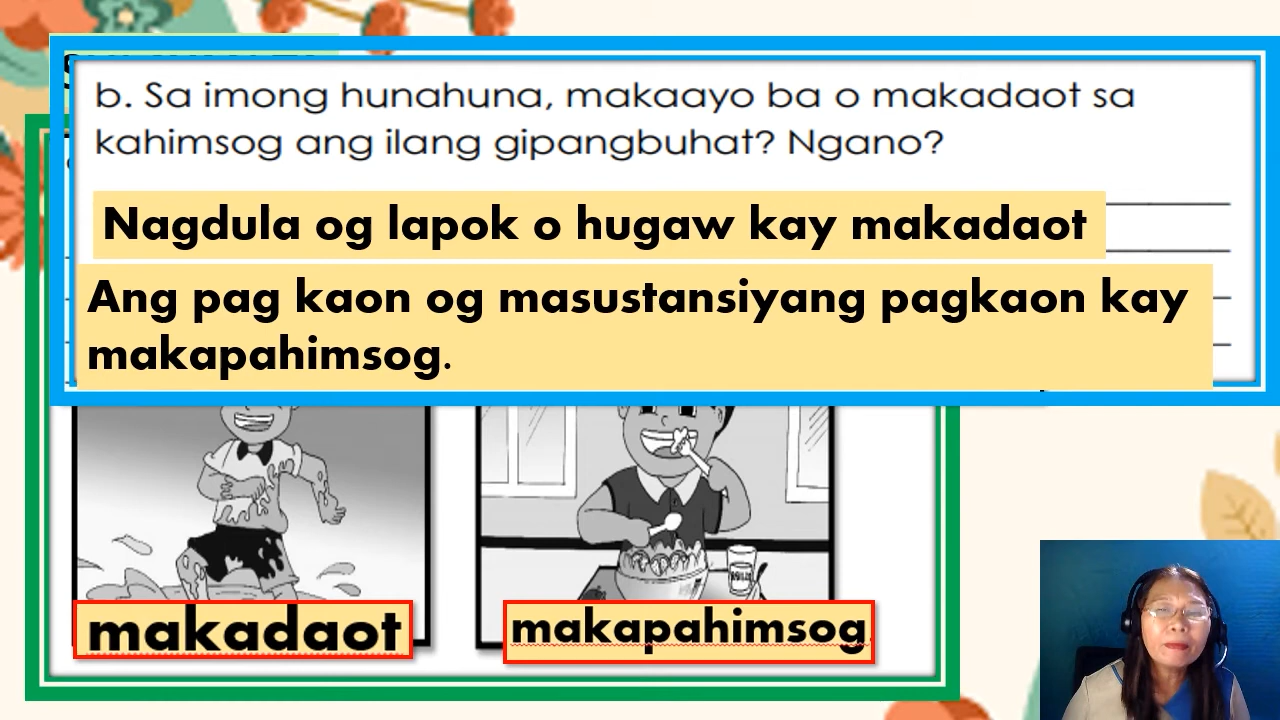 b. Sa imong hunahuna, makaayo ba o makadaot sa
kahimsog ang ilang gipangbuhat? Ngano?
Nagdula og lapok o hugaw kay makadaot
Ang pag kaon og masustansiyang pagkaon kay
makapahimsog.
makadaot
makapahimsog